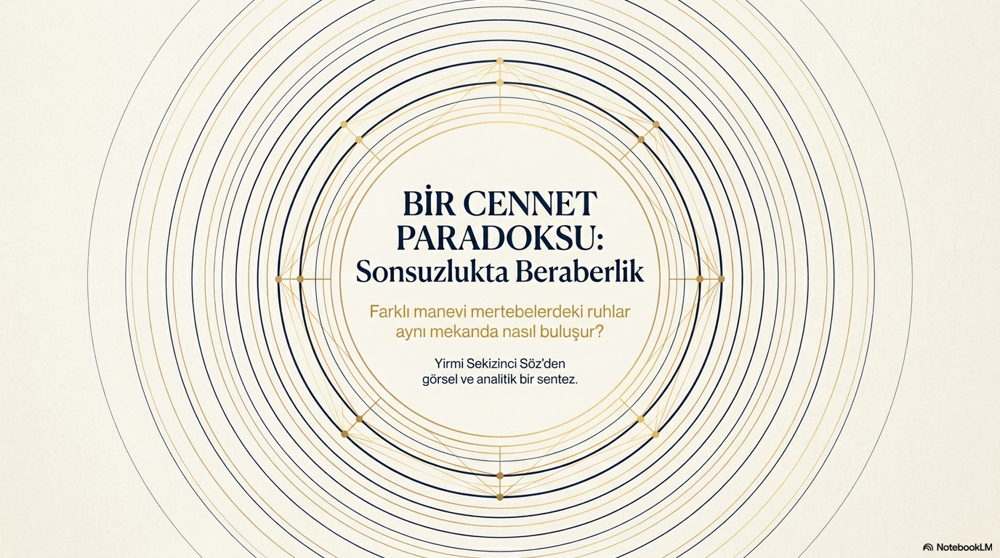 BİR CENNET
PARADOKSU:
Sonsuzlukta Beraberlik
Farklı manevi mertebelerdeki ruhlar
aynı mekanda nasıl buluşur?
Yirmi Sekizinci Söz'den
görsel ve analitik bir sentez.
NotebookLM